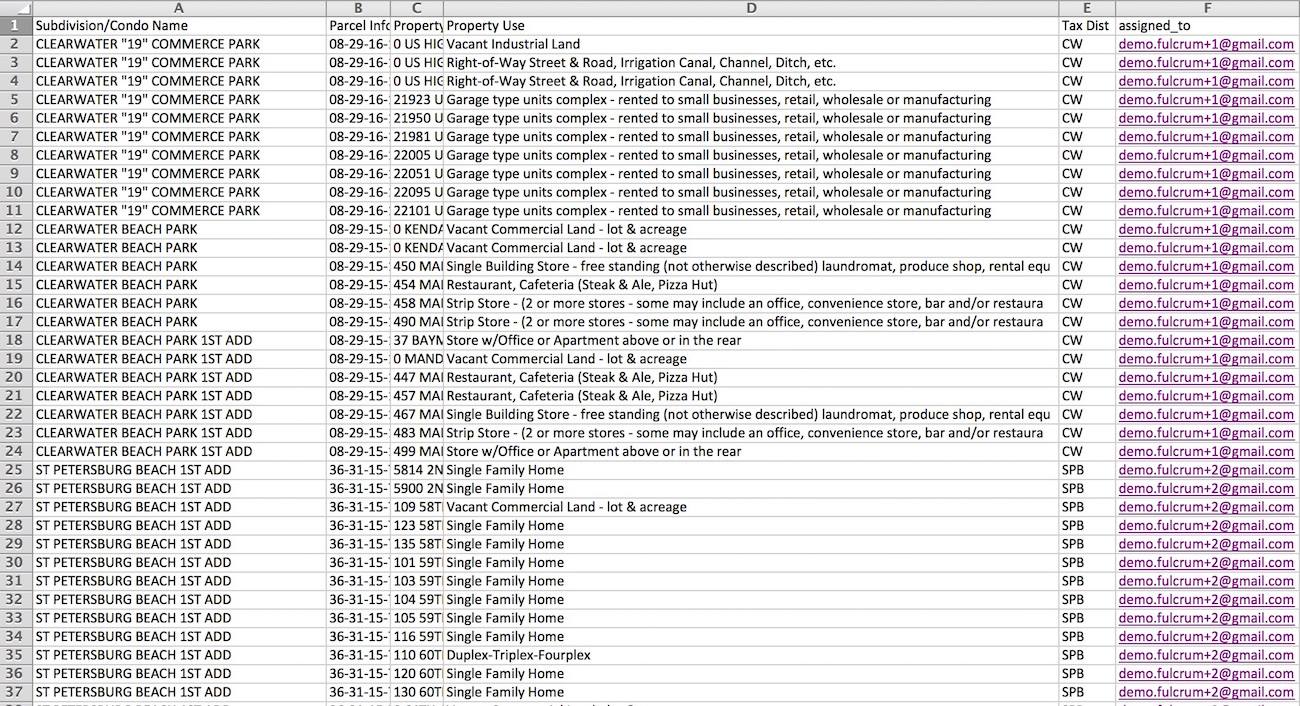 A B C D E F
1 Subdivision/Condo Name Parcel Info Property Property Use Tax Dist assigned_to
2 CLEARWATER "19" COMMERCE PARK 08-29-16- 0 US HIG Vacant Industrial Land CW demo.fulcrum+1@gmail.com
3 CLEARWATER "19" COMMERCE PARK 08-29-16- 0 US HIG Right-of-Way Street & Road, Irrigation Canal, Channel, Ditch, etc. CW demo.fulcrum+1@gmail.com
4 CLEARWATER "19" COMMERCE PARK 08-29-16- 0 US HIG Right-of-Way Street & Road, Irrigation Canal, Channel, Ditch, etc. CW demo.fulcrum+1@gmail.com
5 CLEARWATER "19" COMMERCE PARK 08-29-16- 21923 U Garage type units complex - rented to small businesses, retail, wholesale or manufacturing CW demo.fulcrum+1@gmail.com
6 CLEARWATER "19" COMMERCE PARK 08-29-16- 21950 U Garage type units complex - rented to small businesses, retail, wholesale or manufacturing CW demo.fulcrum+1@gmail.com
7 CLEARWATER "19" COMMERCE PARK 08-29-16- 21981 U Garage type units complex - rented to small businesses, retail, wholesale or manufacturing CW demo.fulcrum+1@gmail.com
8 CLEARWATER "19" COMMERCE PARK 08-29-16- 22005 U Garage type units complex - rented to small businesses, retail, wholesale or manufacturing CW demo.fulcrum+1@gmail.com
9 CLEARWATER "19" COMMERCE PARK 08-29-16- 22051 U Garage type units complex - rented to small businesses, retail, wholesale or manufacturing CW demo.fulcrum+1@gmail.com
10 CLEARWATER "19" COMMERCE PARK 08-29-16- 22095 U Garage type units complex - rented to small businesses, retail, wholesale or manufacturing CW demo.fulcrum+1@gmail.com
11 CLEARWATER "19" COMMERCE PARK 08-29-16- 22101 U Garage type units complex - rented to small businesses, retail, wholesale or manufacturing CW demo.fulcrum+1@gmail.com
12 CLEARWATER BEACH PARK 08-29-15- 0 KENDA Vacant Commercial Land - lot & acreage CW demo.fulcrum+1@gmail.com
13 CLEARWATER BEACH PARK 08-29-15- 0 KENDA Vacant Commercial Land - lot & acreage CW demo.fulcrum+1@gmail.com
14 CLEARWATER BEACH PARK 08-29-15- 450 MAI Single Building Store - free standing (not otherwise described) laundromat, produce shop, rental equ CW demo.fulcrum+1@gmail.com
15 CLEARWATER BEACH PARK 08-29-15- 454 MAI Restaurant, Cafeteria (Steak & Ale, Pizza Hut) CW demo.fulcrum+1@gmail.com
16 CLEARWATER BEACH PARK 08-29-15- 458 MAI Strip Store - (2 or more stores - some may include an office, convenience store, bar and/or restaura CW demo.fulcrum+1@gmail.com
17 CLEARWATER BEACH PARK 08-29-15- 490 MAI Strip Store - (2 or more stores - some may include an office, convenience store, bar and/or restaura CW demo.fulcrum+1@gmail.com
18 CLEARWATER BEACH PARK 1ST ADD 08-29-15- 37 BAYM Store w/Office or Apartment above or in the rear CW demo.fulcrum+1@gmail.com
19 CLEARWATER BEACH PARK 1ST ADD 08-29-15- 0 MAND Vacant Commercial Land - lot & acreage CW demo.fulcrum+1@gmail.com
20 CLEARWATER BEACH PARK 1ST ADD 08-29-15- 447 MAI Restaurant, Cafeteria (Steak & Ale, Pizza Hut) CW demo.fulcrum+1@gmail.com
21 CLEARWATER BEACH PARK 1ST ADD 08-29-15- 457 MAI Restaurant, Cafeteria (Steak & Ale, Pizza Hut) CW demo.fulcrum+1@gmail.com
22 CLEARWATER BEACH PARK 1ST ADD 08-29-15- 467 MAI Single Building Store - free standing (not otherwise described) laundromat, produce shop, rental equ CW demo.fulcrum+1@gmail.com
23 CLEARWATER BEACH PARK 1ST ADD 08-29-15- 483 MAI Strip Store - (2 or more stores - some may include an office, convenience store, bar and/or restaura CW demo.fulcrum+1@gmail.com
24 CLEARWATER BEACH PARK 1ST ADD 08-29-15- 499 MAI Store w/Office or Apartment above or in the rear CW demo.fulcrum+1@gmail.com
25 ST PETERSBURG BEACH 1ST ADD 36-31-15- 5814 2N Single Family Home SPB demo.fulcrum+2@gmail.com
26 ST PETERSBURG BEACH 1ST ADD 36-31-15- 5900 2N Single Family Home SPB demo.fulcrum+2@gmail.com
27 ST PETERSBURG BEACH 1ST ADD 36-31-15- 109 58T Vacant Commercial Land - lot & acreage SPB demo.fulcrum+2@gmail.com
28 ST PETERSBURG BEACH 1ST ADD 36-31-15- 123 58T Single Family Home SPB demo.fulcrum+2@gmail.com
29 ST PETERSBURG BEACH 1ST ADD 36-31-15- 135 58T Single Family Home SPB demo.fulcrum+2@gmail.com
30 ST PETERSBURG BEACH 1ST ADD 36-31-15- 101 59T Single Family Home SPB demo.fulcrum+2@gmail.com
31 ST PETERSBURG BEACH 1ST ADD 36-31-15- 103 59T Single Family Home SPB demo.fulcrum+2@gmail.com
32 ST PETERSBURG BEACH 1ST ADD 36-31-15- 104 59T Single Family Home SPB demo.fulcrum+2@gmail.com
33 ST PETERSBURG BEACH 1ST ADD 36-31-15- 105 59T Single Family Home SPB demo.fulcrum+2@gmail.com
34 ST PETERSBURG BEACH 1ST ADD 36-31-15- 116 59T Single Family Home SPB demo.fulcrum+2@gmail.com
35 ST PETERSBURG BEACH 1ST ADD 36-31-15- 110 60T Duplex-Triplex-Fourplex SPB demo.fulcrum+2@gmail.com
36 ST PETERSBURG BEACH 1ST ADD 36-31-15- 120 60T Single Family Home SPB demo.fulcrum+2@gmail.com
37 ST PETERSBURG BEACH 1ST ADD 36-31-15- 130 60T Single Family Home SPB demo.fulcrum+2@gmail.com